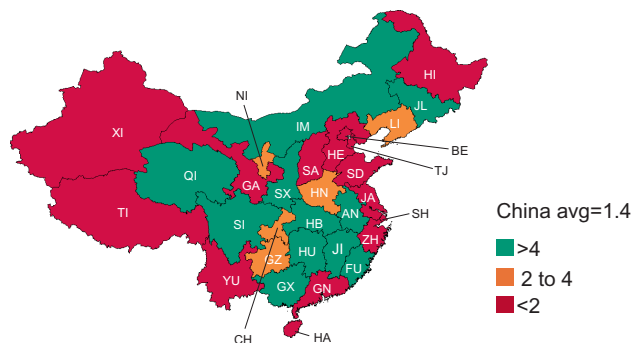 HI
JL
NI
LI
IM
XI
BE
HE
TJ
SA
SD
QI
GA
SX
HN
JA
TI
AN
SH
SI
HB
China avg=1.4
ZH
JI
HU
>4
GZ
FU
YU
GX
GN
2 to 4
<2
CH
HA